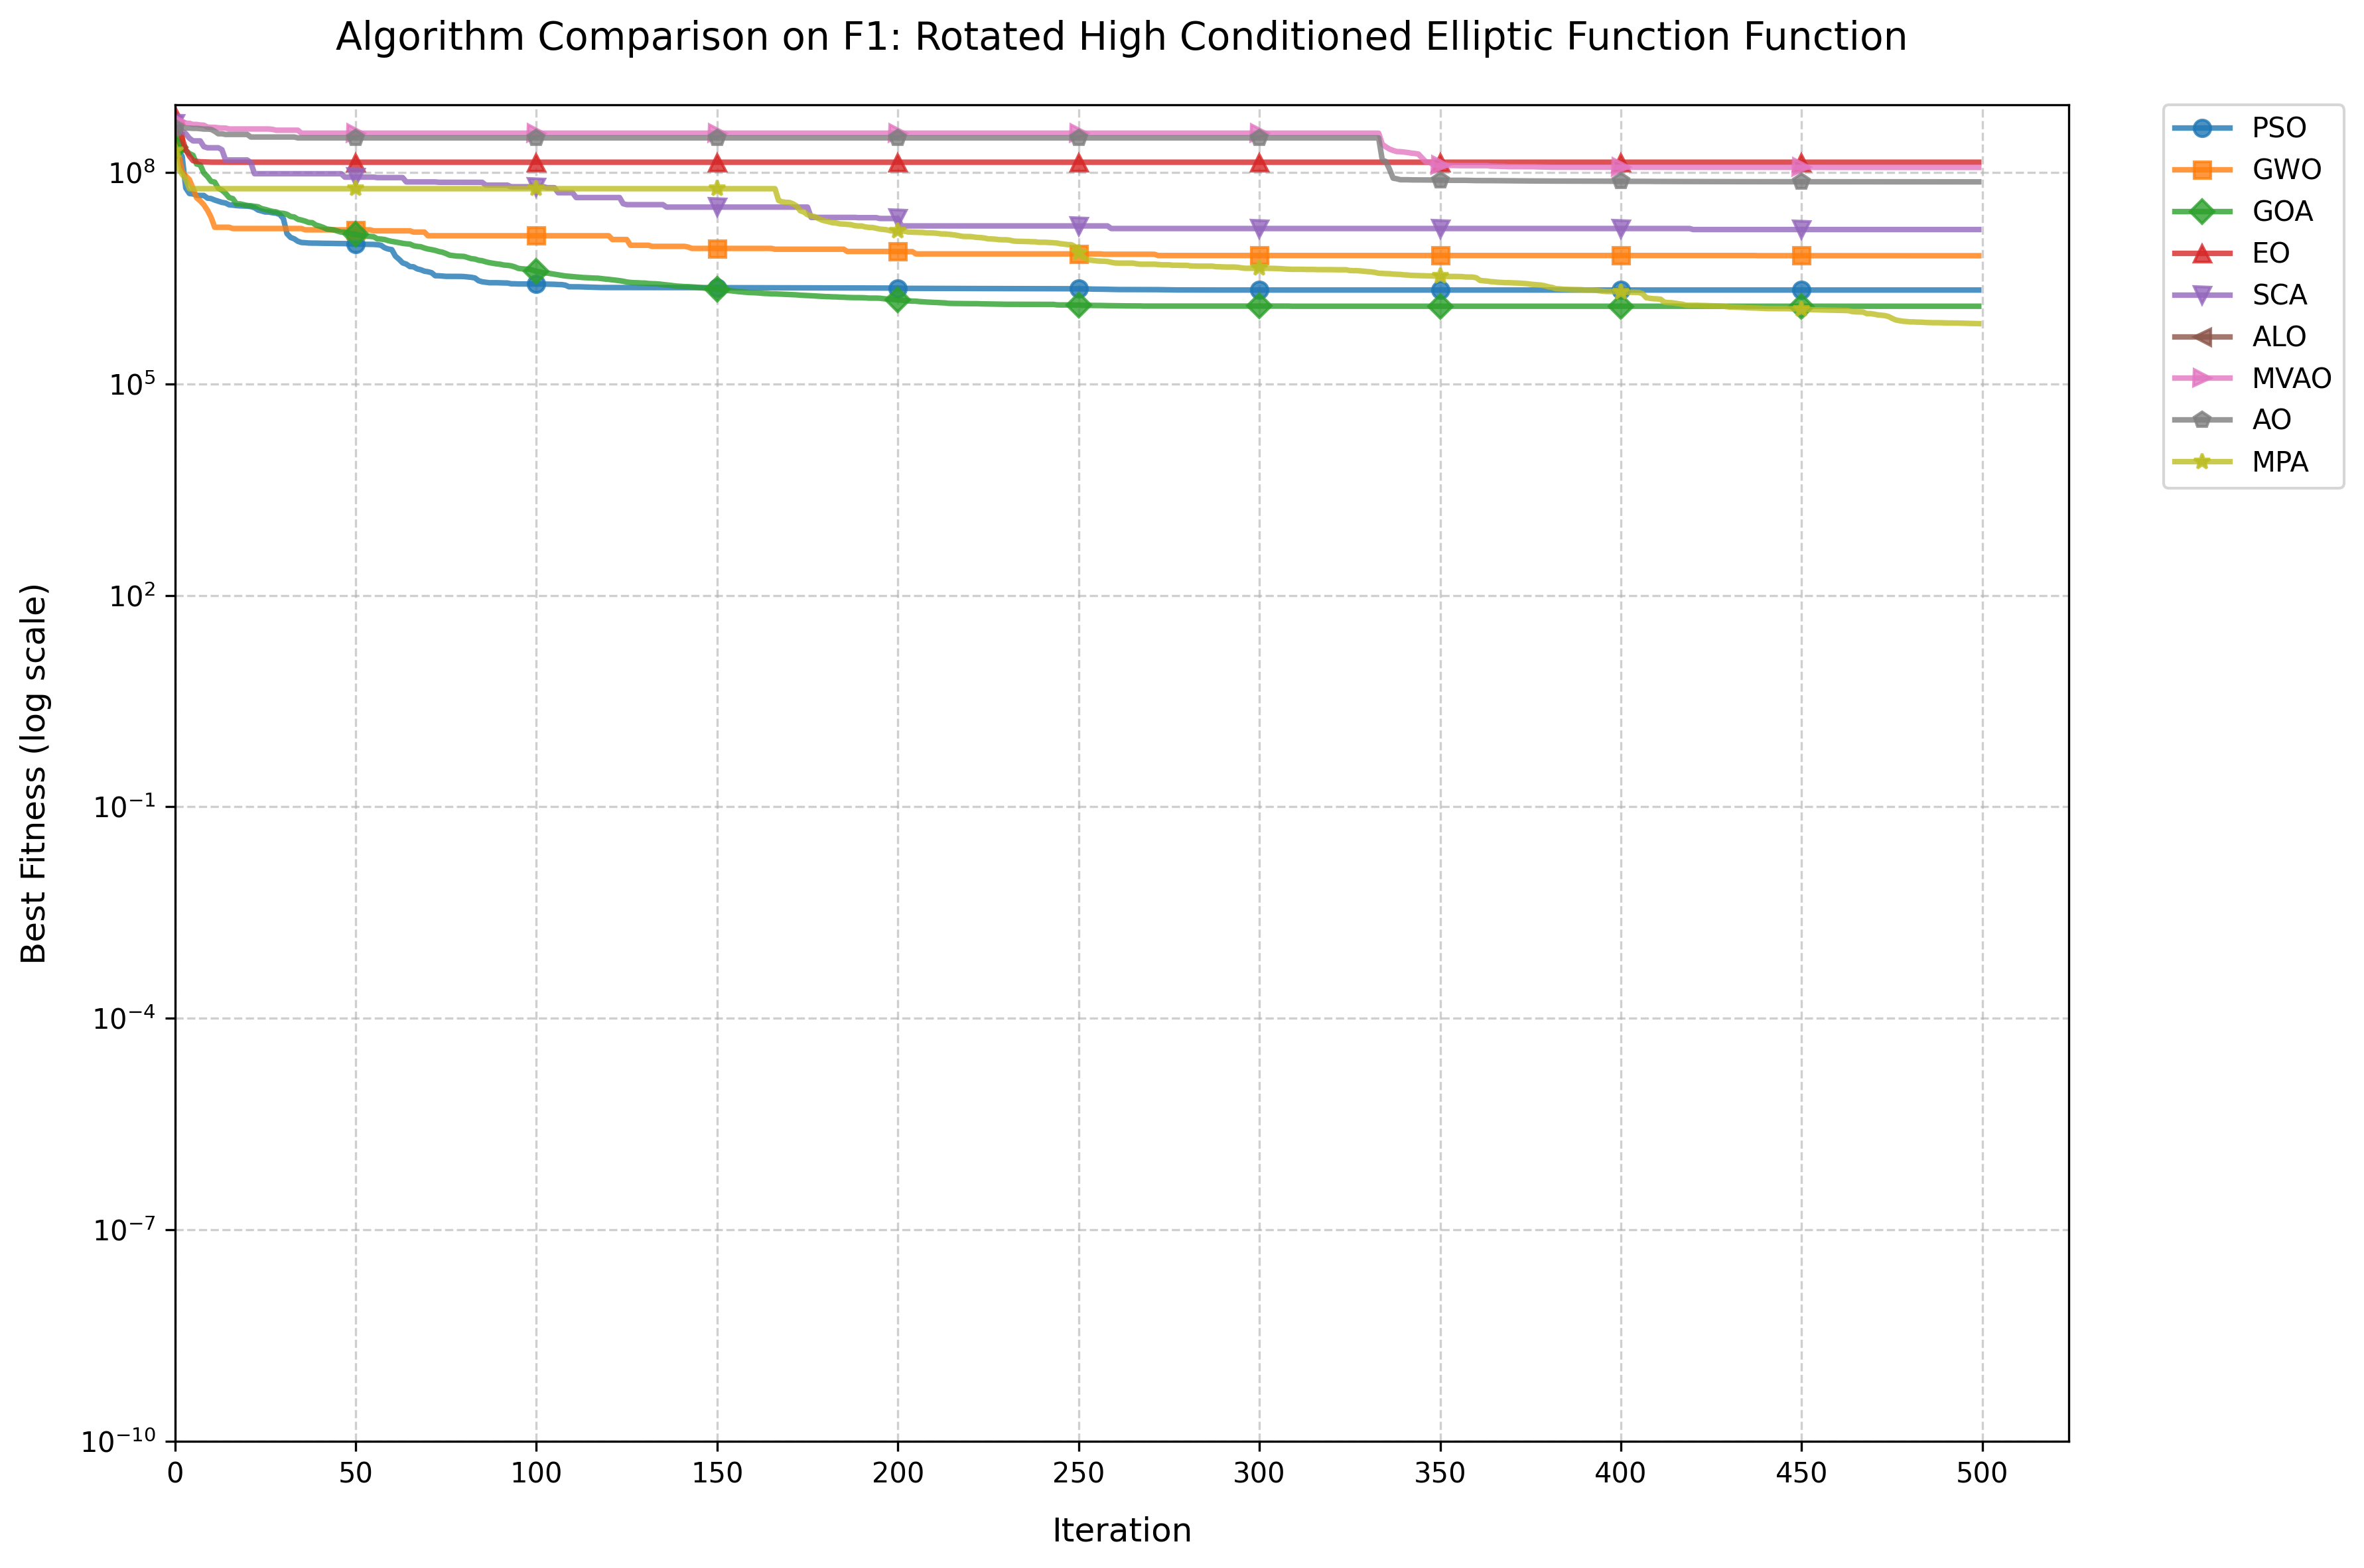 Algorithm Comparison on F1: Rotated High Conditioned Elliptic Function Function
PSO
GWO
GOA
EO
SCA
ALO
MVAO
AO
MPA
Best Fitness (log scale)
10^8
10^5
10^2
10^-1
10^-4
10^-7
10^-10
0 50 100 150 200 250 300 350 400 450 500
Iteration